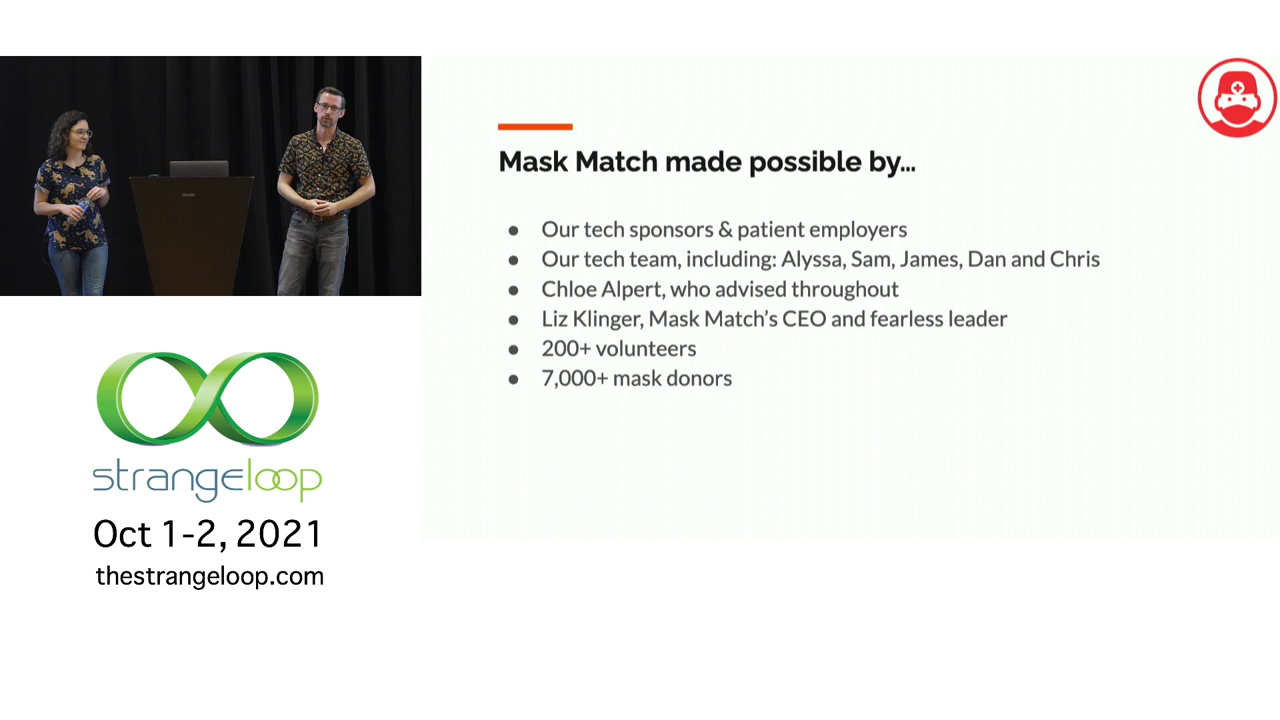 Mask Match made possible by...
● Our tech sponsors & patient employers
● Our tech team, including: Alyssa, Sam, James, Dan and Chris
● Chloe Alpert, who advised throughout
● Liz Klinger, Mask Match's CEO and fearless leader
● 200+ volunteers
● 7,000+ mask donors
strangeloop
Oct 1-2, 2021
thestrangeloop.com